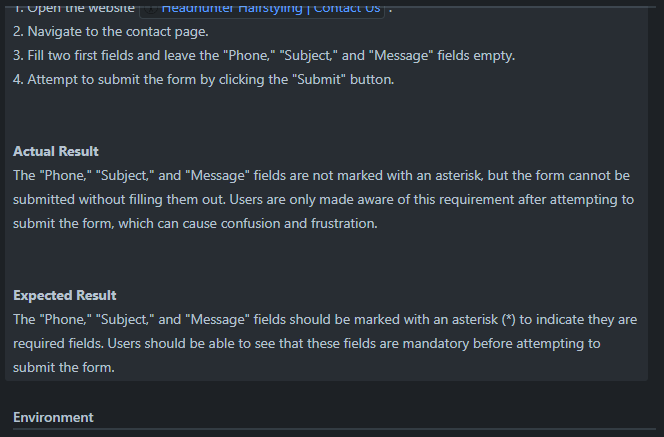 1. Open the website Headhunter Hairstyling | Contact Us .
2. Navigate to the contact page.
3. Fill two first fields and leave the "Phone," "Subject," and "Message" fields empty.
4. Attempt to submit the form by clicking the "Submit" button.
Actual Result
The "Phone," "Subject," and "Message" fields are not marked with an asterisk, but the form cannot be
submitted without filling them out. Users are only made aware of this requirement after attempting to
submit the form, which can cause confusion and frustration.
Expected Result
The "Phone," "Subject," and "Message" fields should be marked with an asterisk (*) to indicate they are
required fields. Users should be able to see that these fields are mandatory before attempting to
submit the form.
Environment